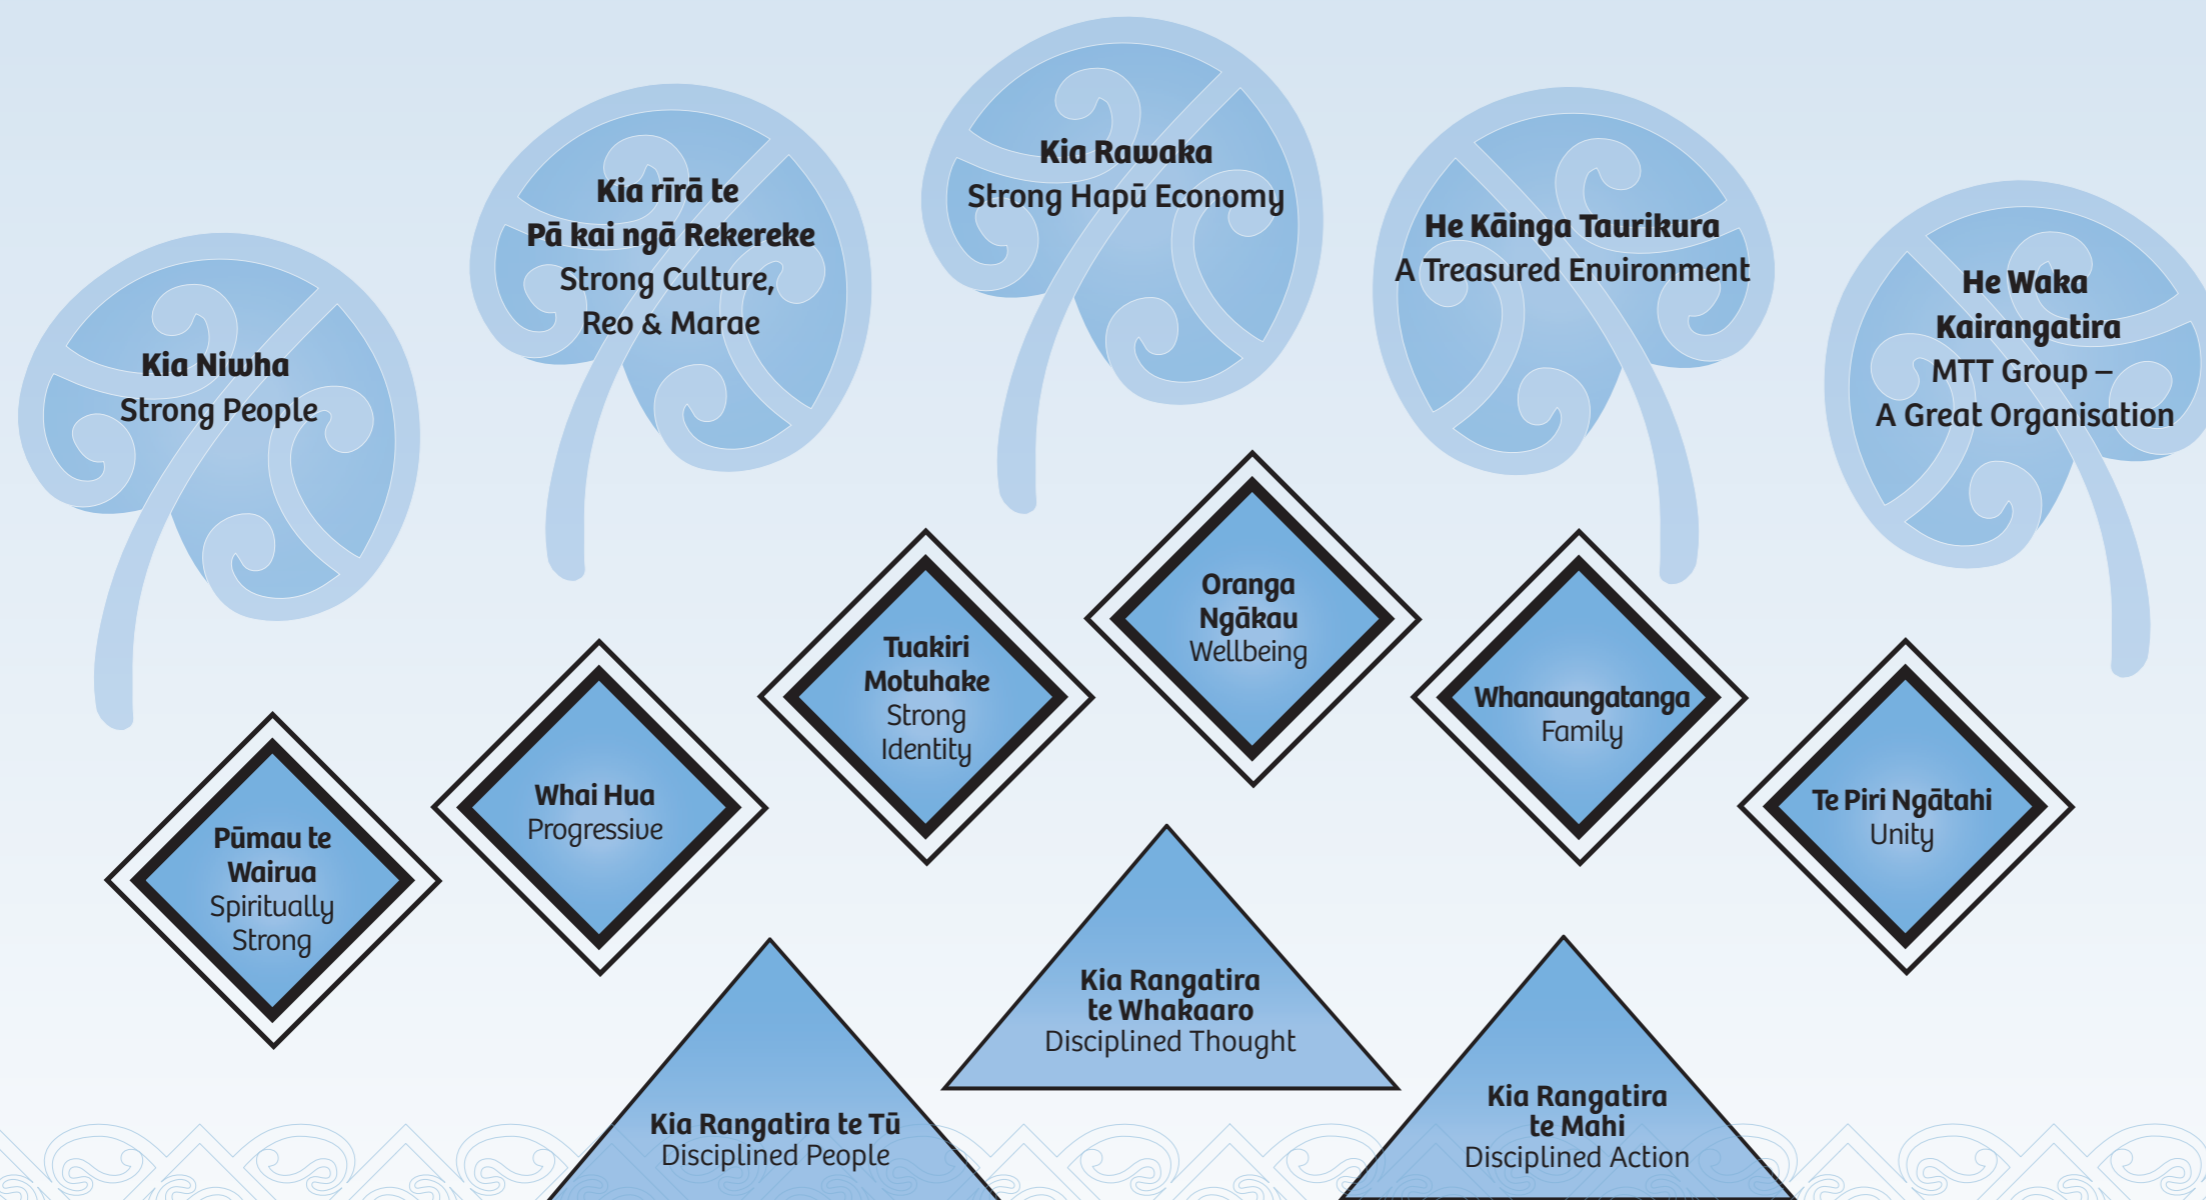 Kia Niwha
Strong People
Kia rīrā te
Pā kai ngā Rekereke
Strong Culture,
Reo & Marae
Kia Rawaka
Strong Hapū Economy
He Kāinga Taurikura
A Treasured Environment
He Waka
Kairangatira
MTT Group –
A Great Organisation
Pūmau te
Wairua
Spiritually
Strong
Whai Hua
Progressive
Tuakiri
Motuhake
Strong
Identity
Oranga
Ngākau
Wellbeing
Whanaungatanga
Family
Te Piri Ngātahi
Unity
Kia Rangatira te Tū
Disciplined People
Kia Rangatira
te Whakaaro
Disciplined Thought
Kia Rangatira
te Mahi
Disciplined Action